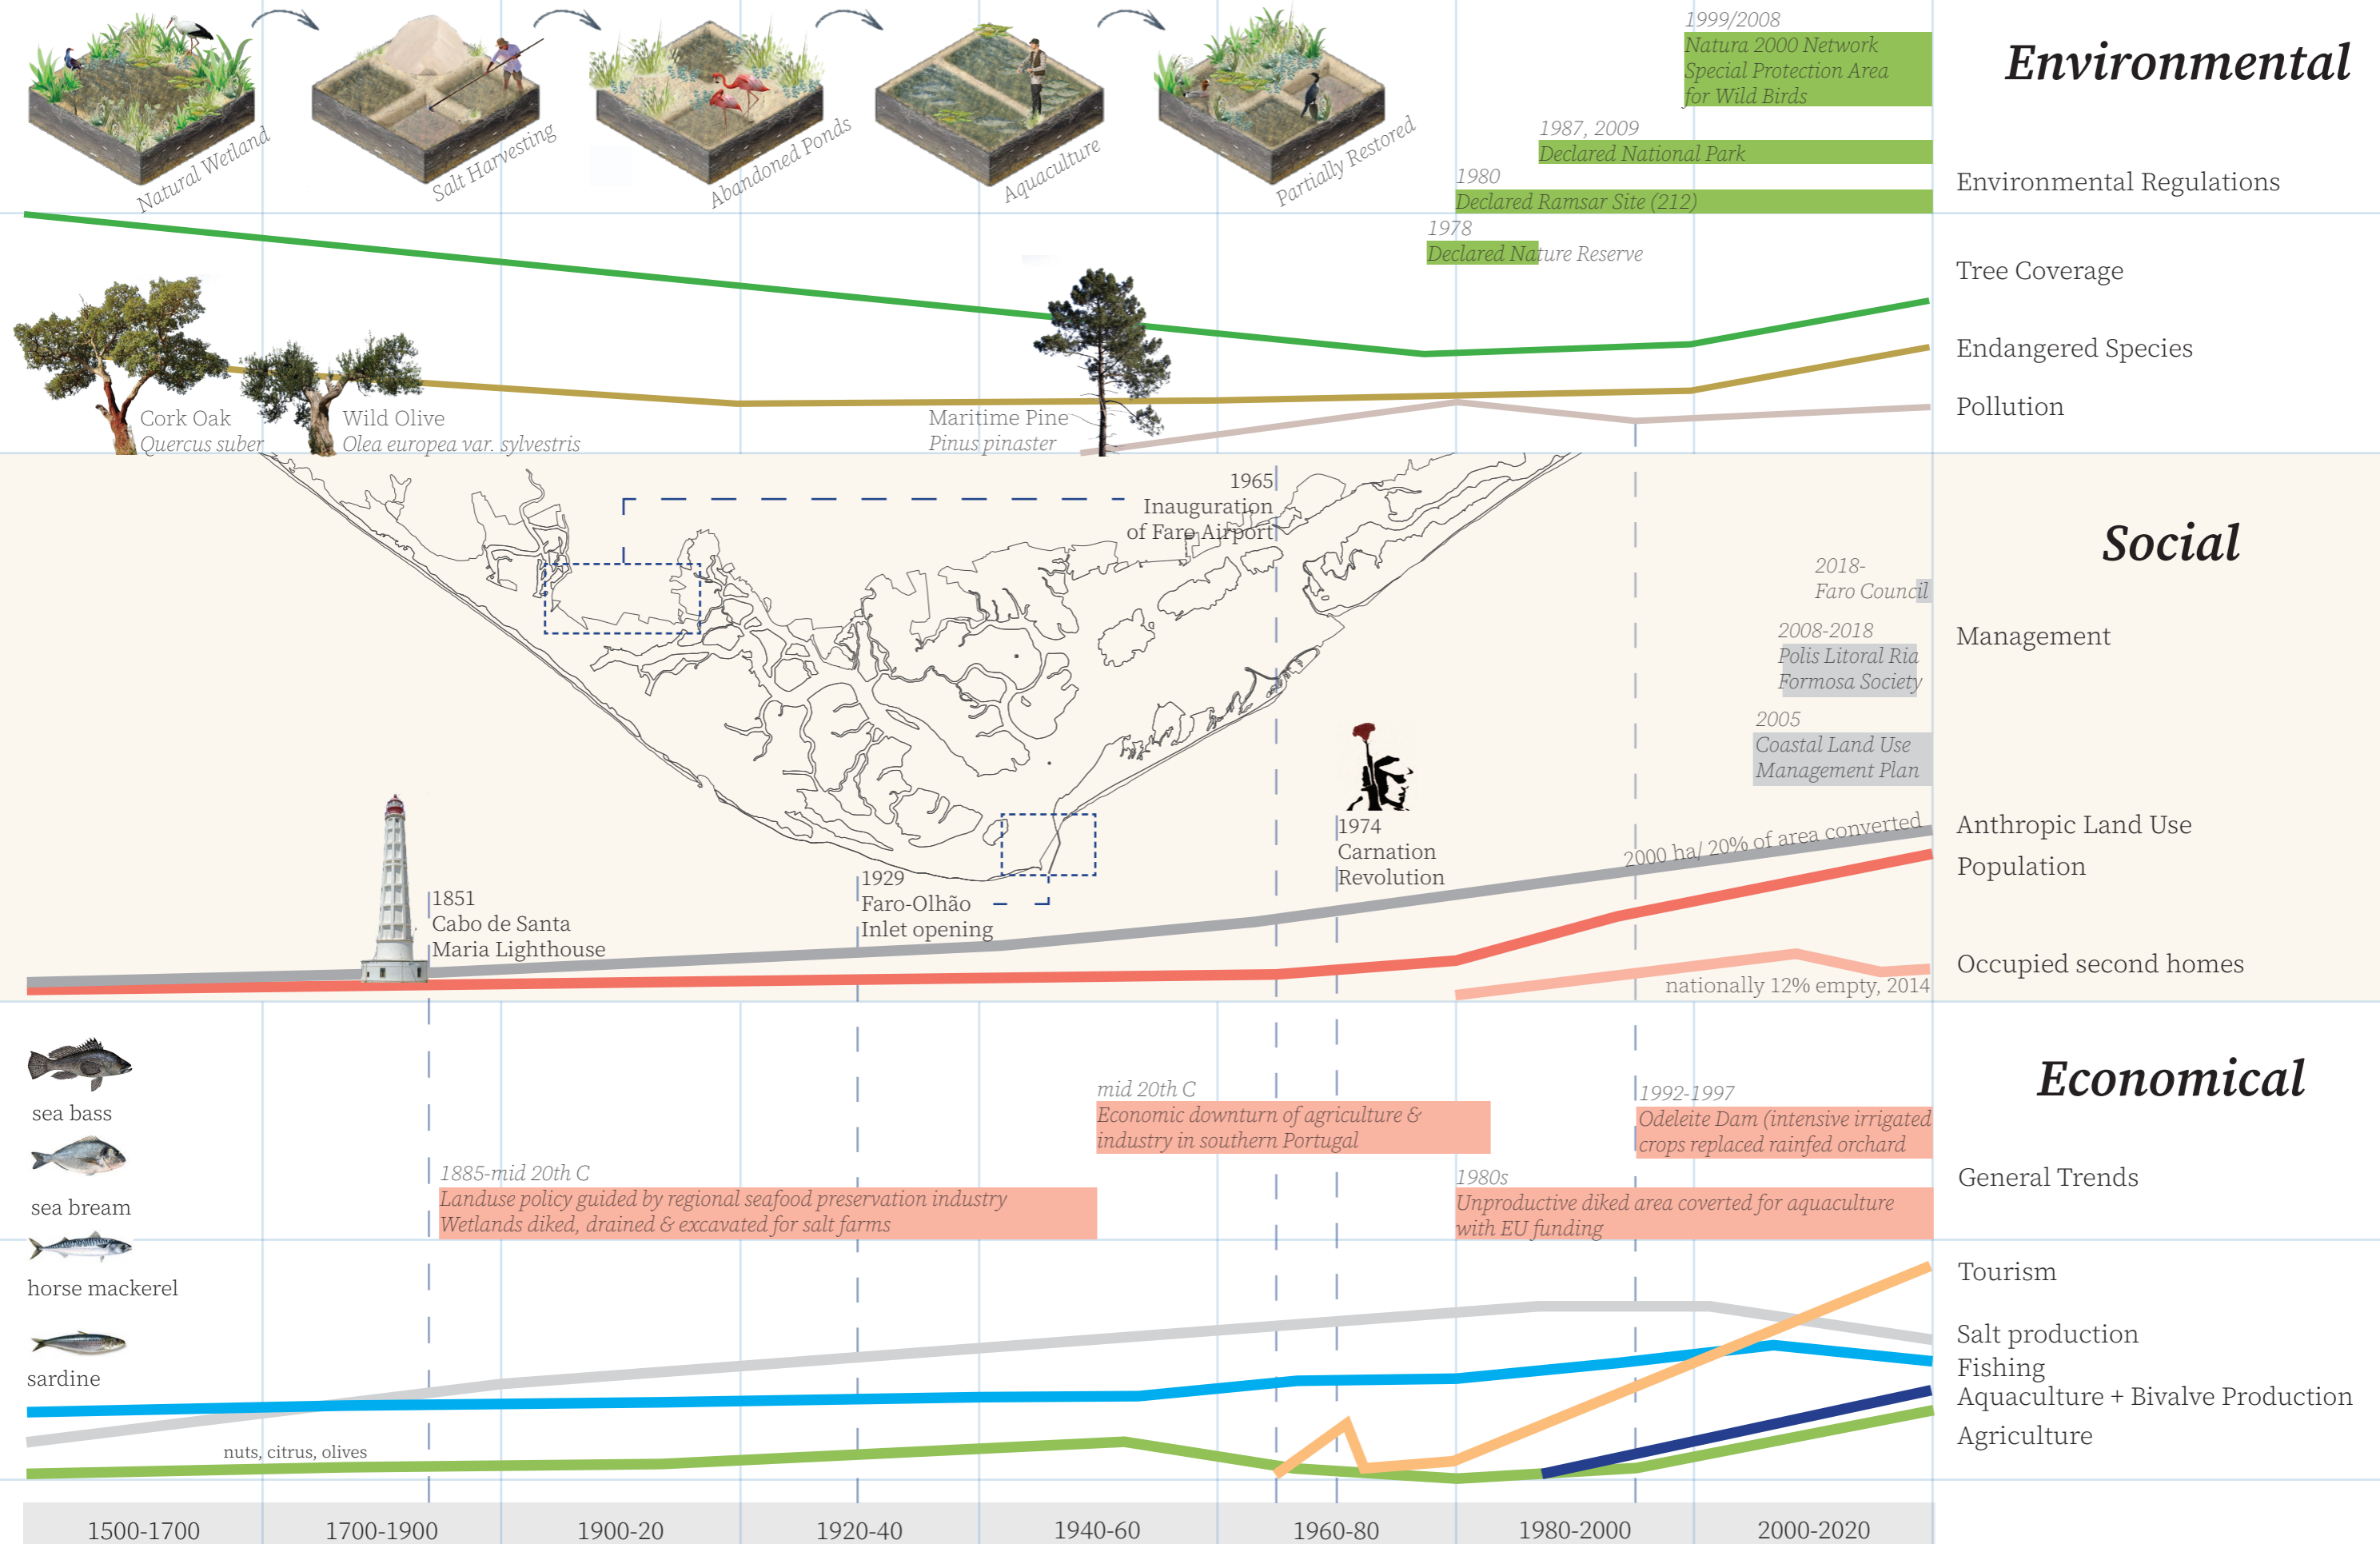 Natural Wetland
Salt Harvesting
Abandoned Ponds
Aquaculture
Partially Restored
1999/2008
Natura 2000 Network
Special Protection Area
for Wild Birds
1987, 2009
Declared National Park
1980
Declared Ramsar Site (212)
1978
Declared Nature Reserve
Environmental
Environmental Regulations
Tree Coverage
Endangered Species
Pollution
Cork Oak
Quercus suber
Wild Olive
Olea europea var. sylvestris
Maritime Pine
Pinus pinaster
1965
Inauguration
of Faro Airport
Social
2018-
Faro Council
2008-2018
Polis Litoral Ria
Formosa Society
2005
Coastal Land Use
Management Plan
Management
1974
Carnation
Revolution
2000 ha/ 20% of area converted
Anthropic Land Use
Population
1851
Cabo de Santa
Maria Lighthouse
1929
Faro-Olhão
Inlet opening
Occupied second homes
nationally 12% empty, 2014
Economical
sea bass
sea bream
horse mackerel
sardine
mid 20th C
Economic downturn of agriculture &
industry in southern Portugal
1992-1997
Odeleite Dam (intensive irrigated
crops replaced rainfed orchard
1885-mid 20th C
Landuse policy guided by regional seafood preservation industry
Wetlands diked, drained & excavated for salt farms
1980s
Unproductive diked area coverted for aquaculture
with EU funding
General Trends
Tourism
Salt production
Fishing
Aquaculture + Bivalve Production
Agriculture
nuts, citrus, olives
1500-1700
1700-1900
1900-20
1920-40
1940-60
1960-80
1980-2000
2000-2020